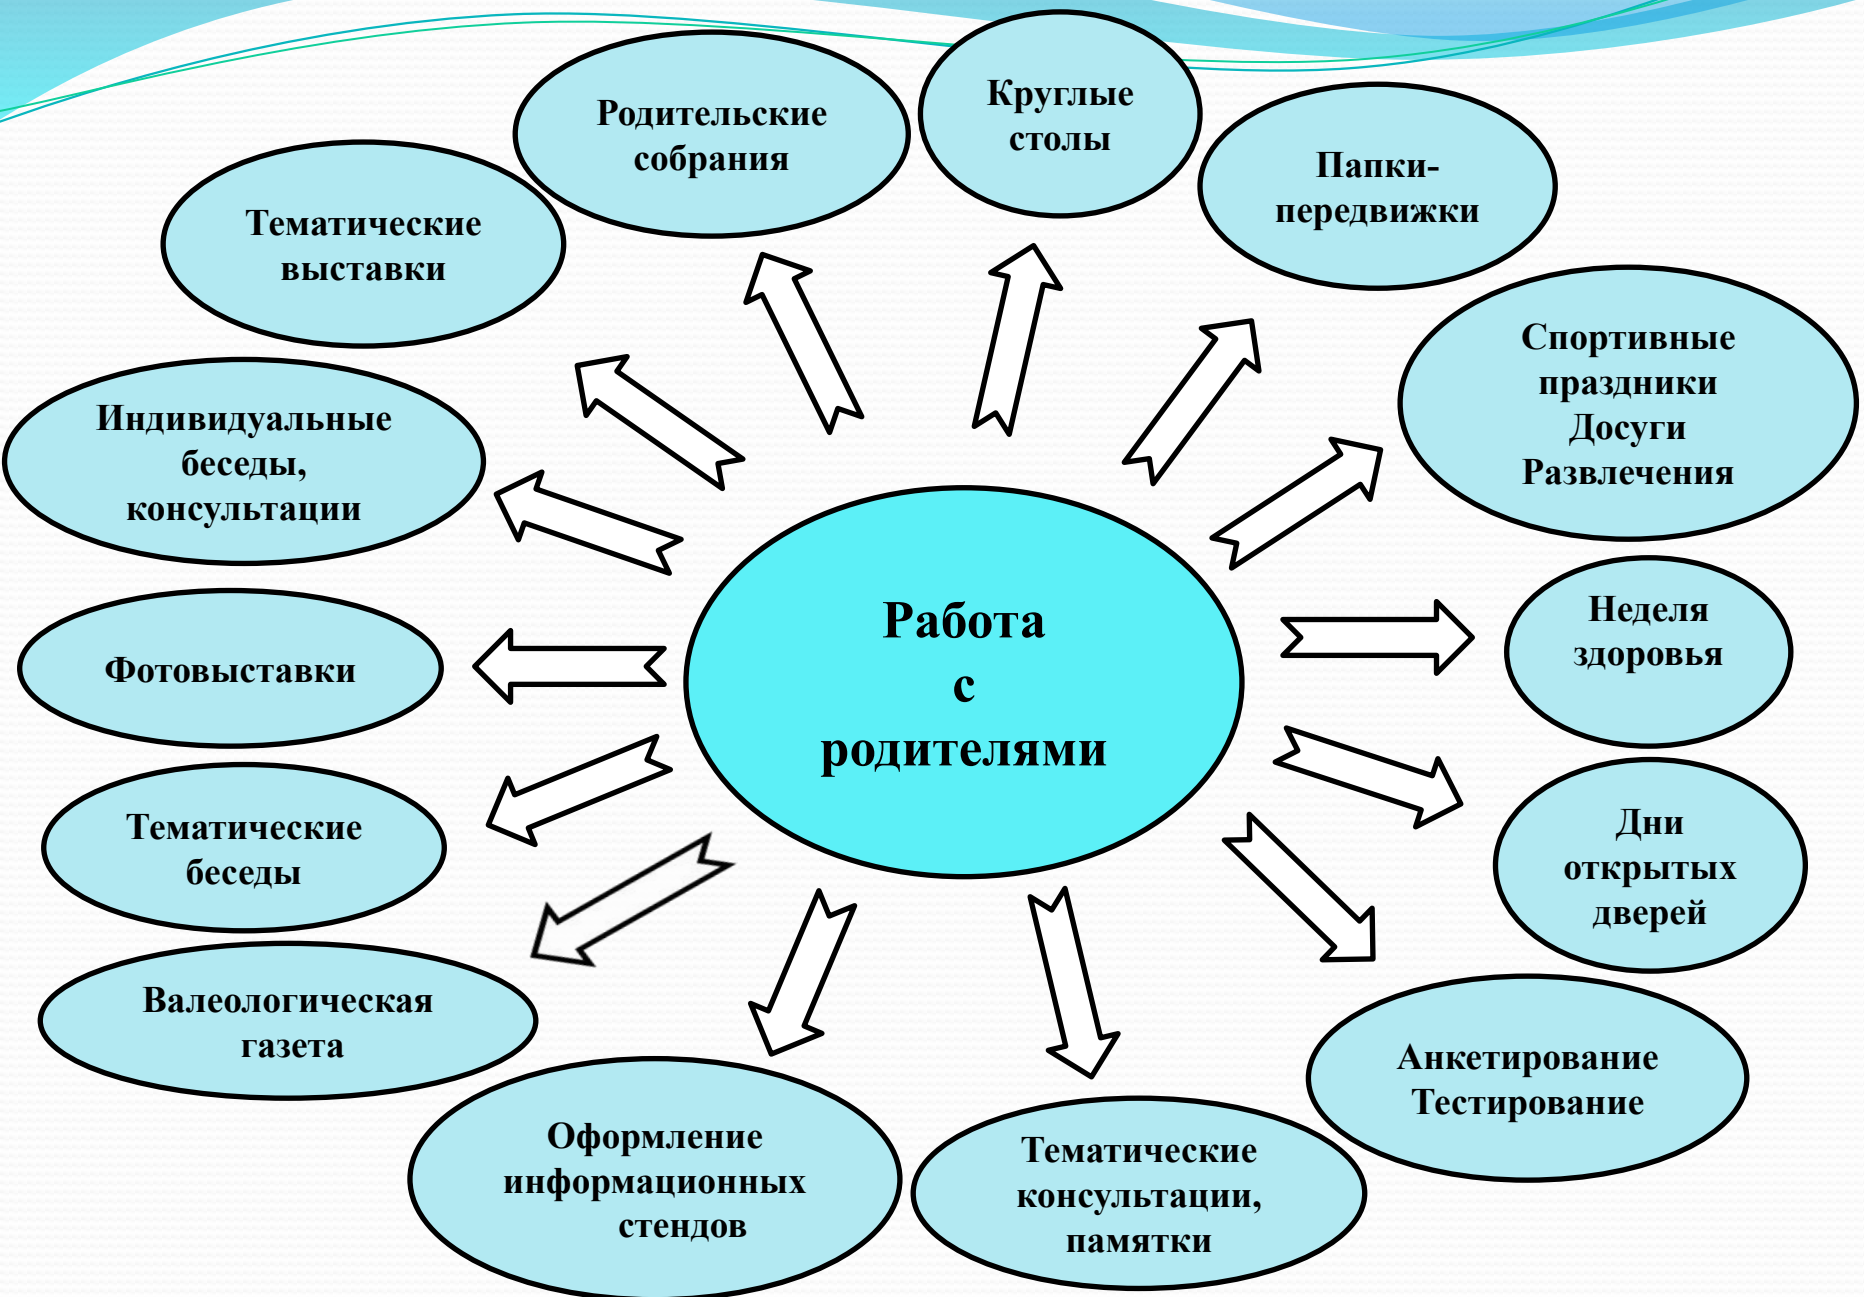 Круглые
столы
Родительские
собрания
Папки-
передвижки
Тематические
выставки
Спортивные
праздники
Досуги
Развлечения
Индивидуальные
беседы,
консультации
Работа
с
родителями
Неделя
здоровья
Фотовыставки
Дни
открытых
дверей
Тематические
беседы
Валеологическая
газета
Анкетирование
Тестирование
Оформление
информационных
стендов
Тематические
консультации,
памятки